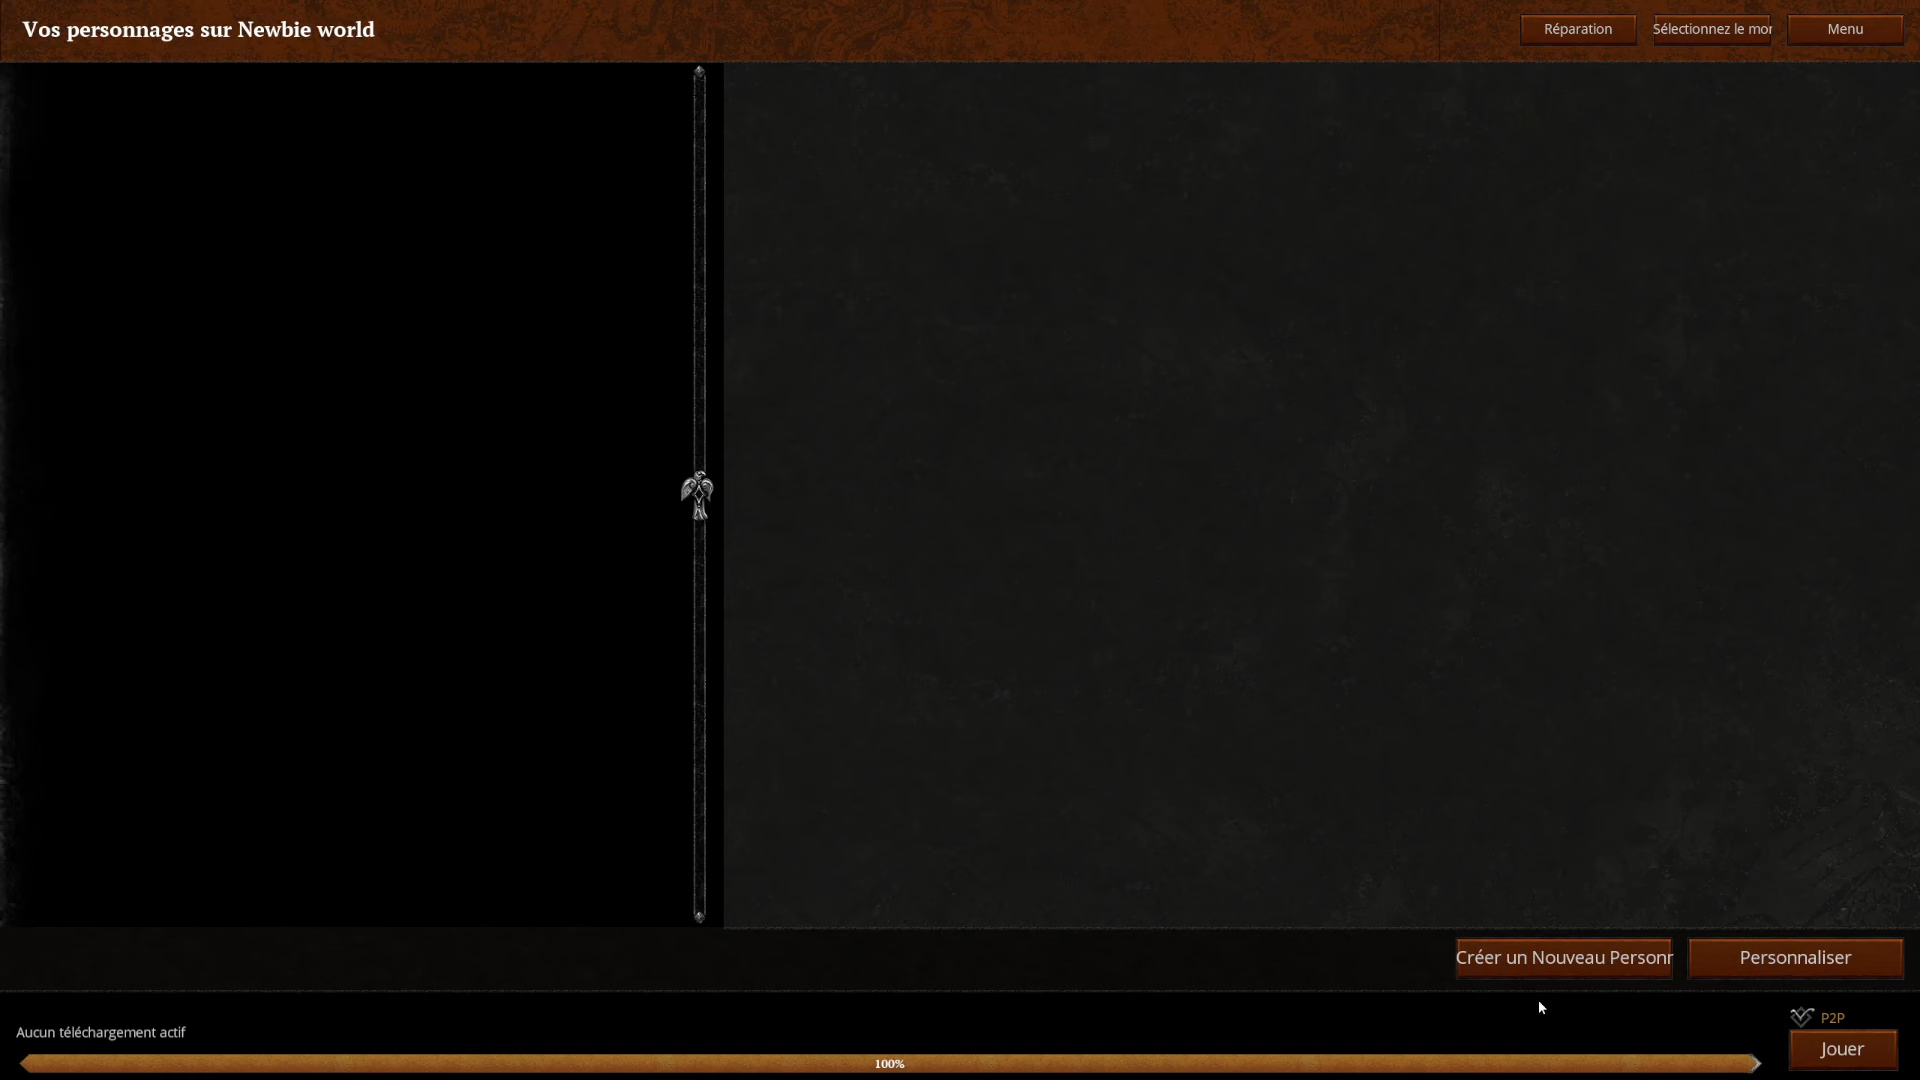 Vos personnages sur Newbie world
Réparation
Sélectionnez le mor
Menu
Créer un Nouveau Personr
Personnaliser
Aucun téléchargement actif
P2P
100%
Jouer